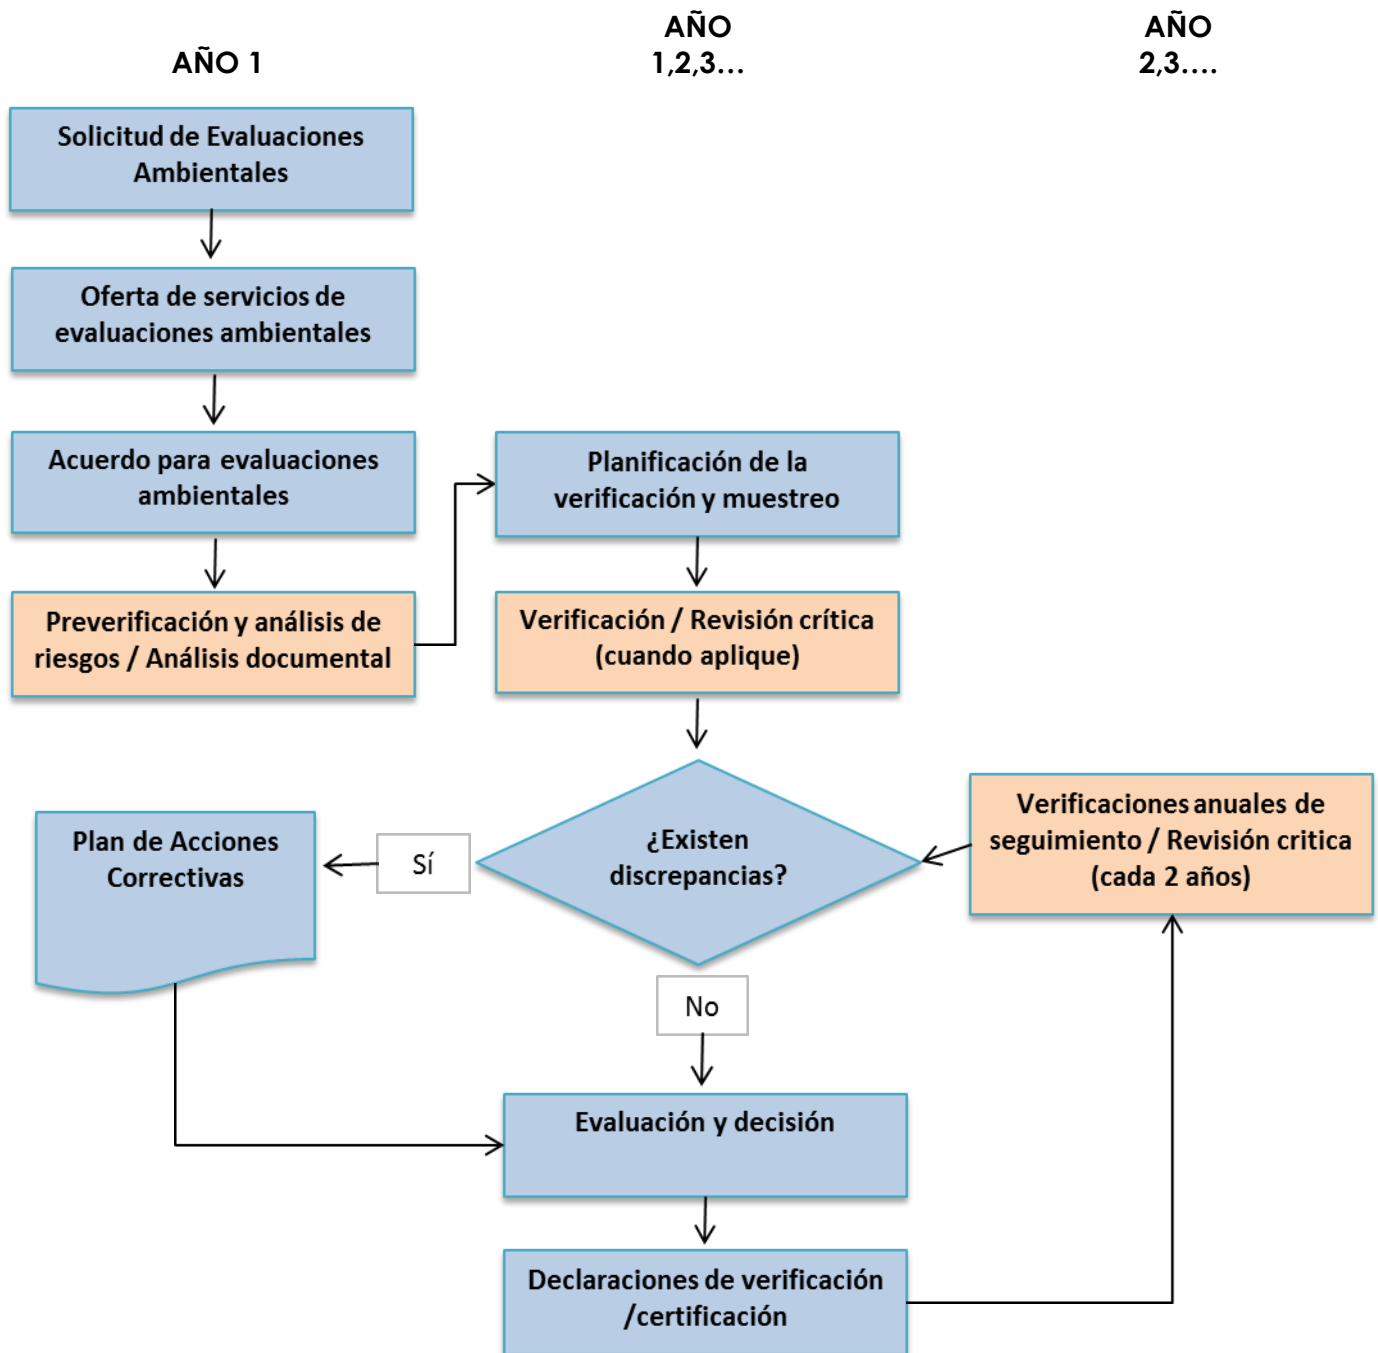 AÑO 1
AÑO
1,2,3...
AÑO
2,3....
Solicitud de Evaluaciones
Ambientales
Oferta de servicios de
evaluaciones ambientales
Acuerdo para evaluaciones
ambientales
Preverificación y análisis de
riesgos / Análisis documental
Planificación de la
verificación y muestreo
Verificación / Revisión crítica
(cuando aplique)
¿Existen
discrepancias?
Sí
Plan de Acciones
Correctivas
Verificaciones anuales de
seguimiento / Revisión critica
(cada 2 años)
No
Evaluación y decisión
Declaraciones de verificación
/certificación